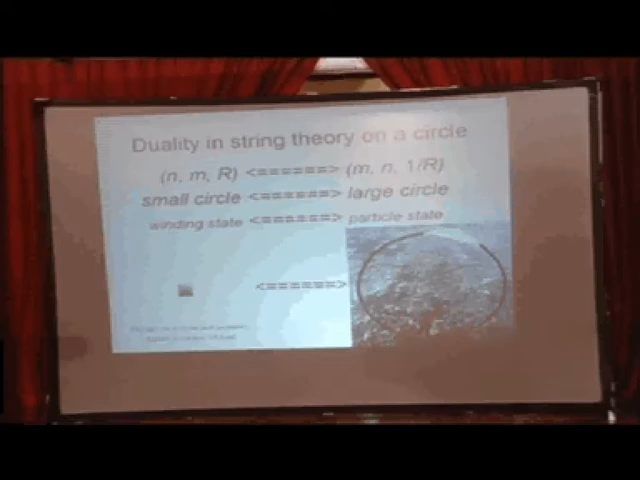 Duality in string theory on a circle
(n, m, R) <======> (m, n, 1/R)
small circle <======> large circle
winding state <======> particle state
<======>